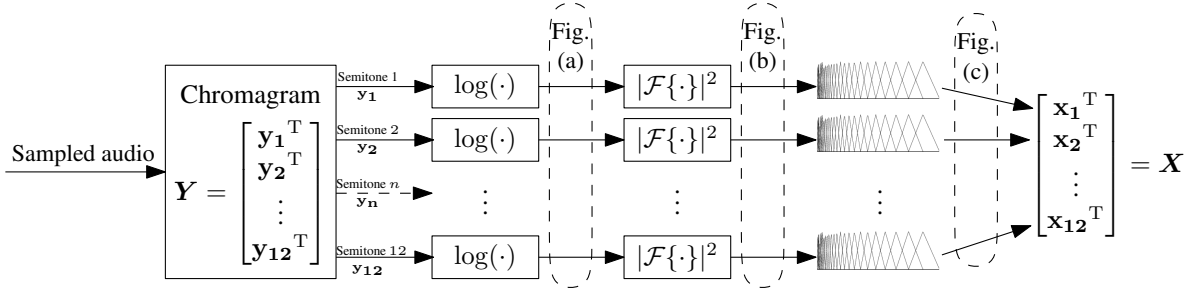 Fig. (a)
Fig. (b)
Fig. (c)
Sampled audio
Chromagram
Y = [y₁ᵀ y₂ᵀ ⋮ y₁₂ᵀ]
Semitone 1 y₁
log(·) |F{·}|²
Semitone 2 y₂
log(·) |F{·}|²
Semitone n yₙ
⋮ ⋮ ⋮
Semitone 12 y₁₂
log(·) |F{·}|²
[x₁ᵀ x₂ᵀ ⋮ x₁₂ᵀ] = X